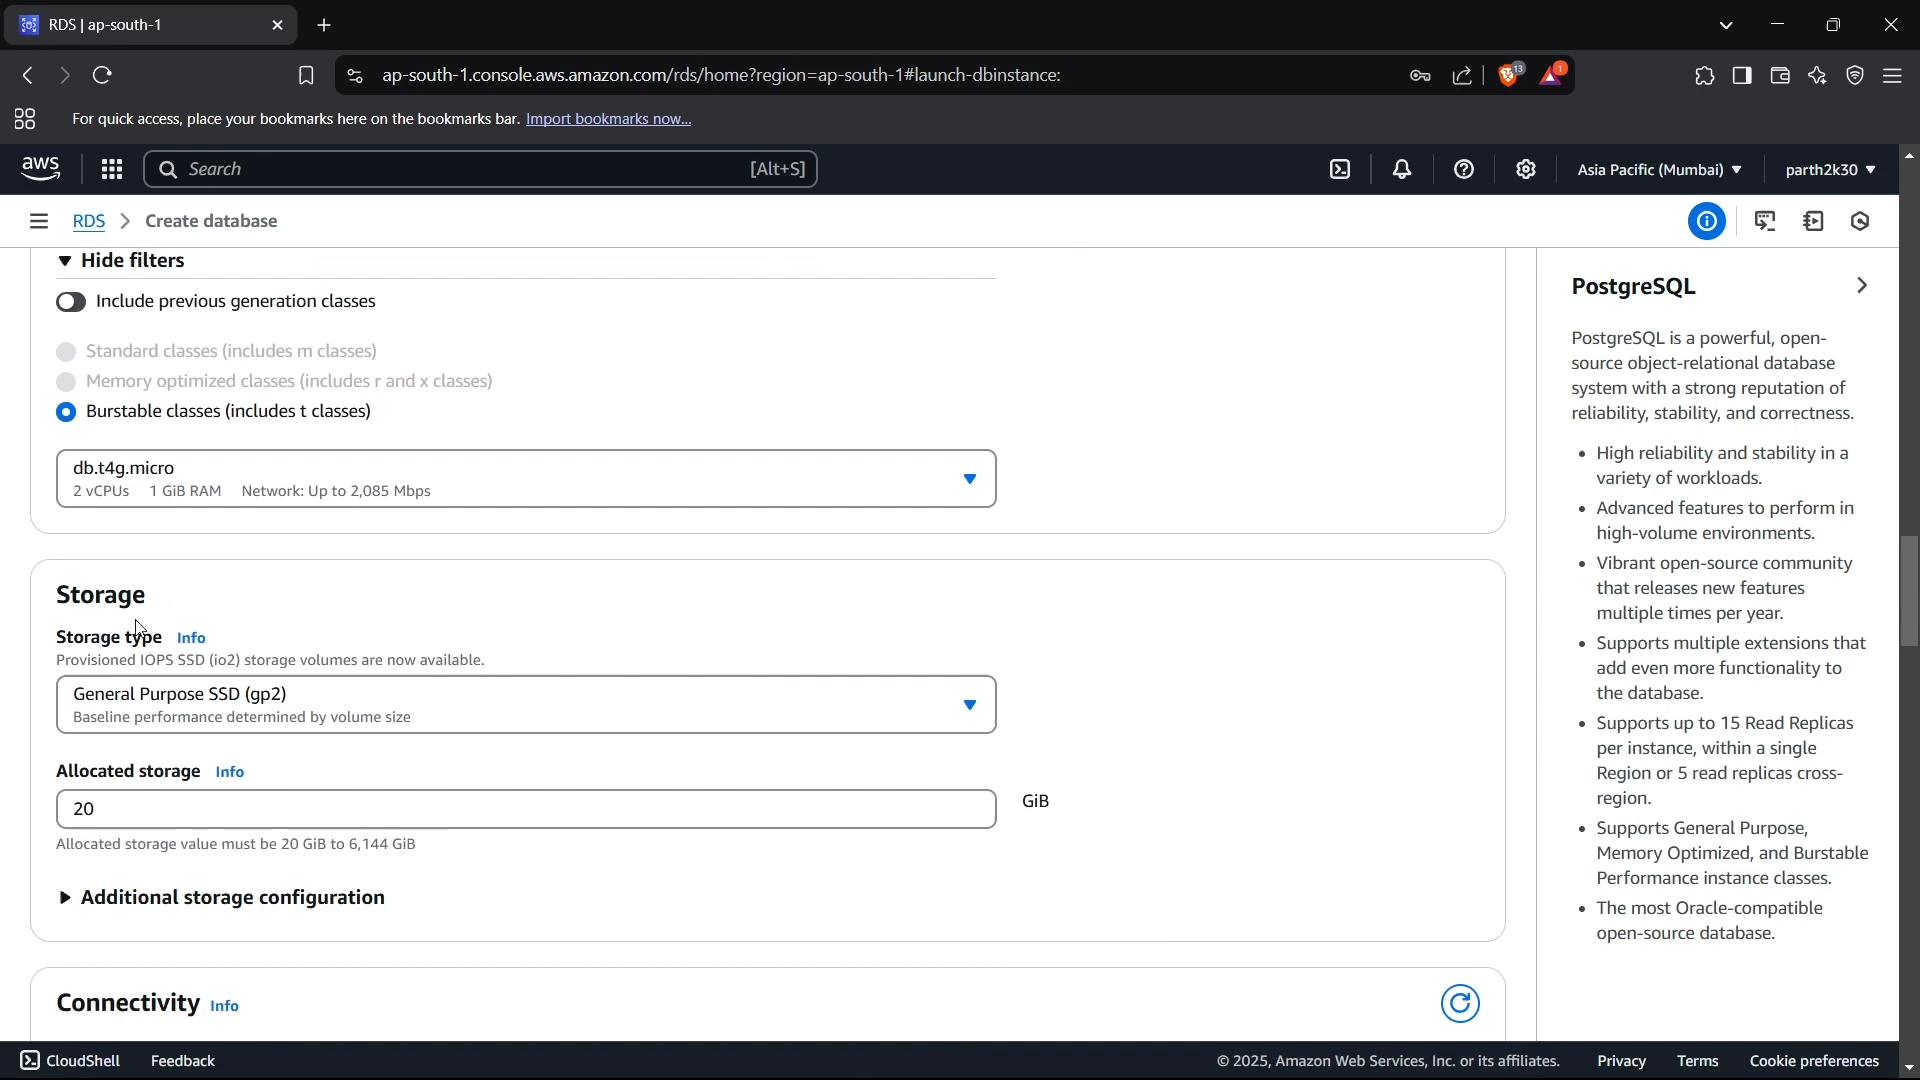 RDS | ap-south-1
ap-south-1.console.aws.amazon.com/rds/home?region=ap-south-1#launch-dbinstance:
13
1
For quick access, place your bookmarks here on the bookmarks bar. Import bookmarks now...
aws
Search
[Alt+S]
Asia Pacific (Mumbai)
parth2k30
RDS
Create database
Hide filters
Include previous generation classes
Standard classes (includes m classes)
Memory optimized classes (includes r and x classes)
Burstable classes (includes t classes)
db.t4g.micro
2 vCPUs 1 GiB RAM Network: Up to 2,085 Mbps
Storage
Storage type Info
Provisioned IOPS SSD (io2) storage volumes are now available.
General Purpose SSD (gp2)
Baseline performance determined by volume size
Allocated storage Info
20
GiB
Allocated storage value must be 20 GiB to 6,144 GiB
Additional storage configuration
Connectivity Info
PostgreSQL
PostgreSQL is a powerful, open-
source object-relational database
system with a strong reputation of
reliability, stability, and correctness.
• High reliability and stability in a
variety of workloads.
• Advanced features to perform in
high-volume environments.
• Vibrant open-source community
that releases new features
multiple times per year.
• Supports multiple extensions that
add even more functionality to
the database.
• Supports up to 15 Read Replicas
per instance, within a single
Region or 5 read replicas cross-
region.
• Supports General Purpose,
Memory Optimized, and Burstable
Performance instance classes.
• The most Oracle-compatible
open-source database.
CloudShell
Feedback
© 2025, Amazon Web Services, Inc. or its affiliates.
Privacy
Terms
Cookie preferences